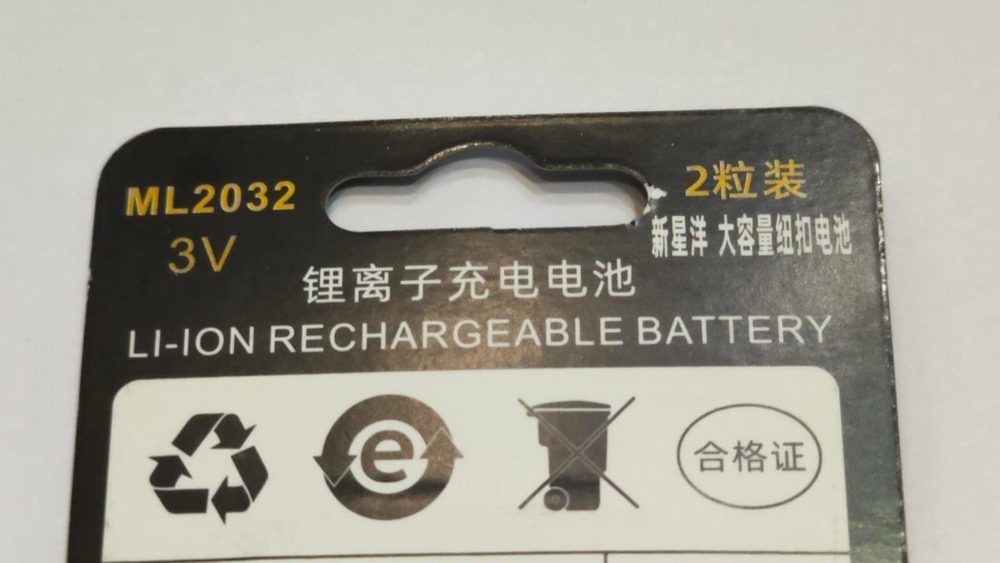 ML2032
3V
2粒装
新星洋 大容量纽扣电池
锂离子充电电池
LI-ION RECHARGEABLE BATTERY
e
合格证